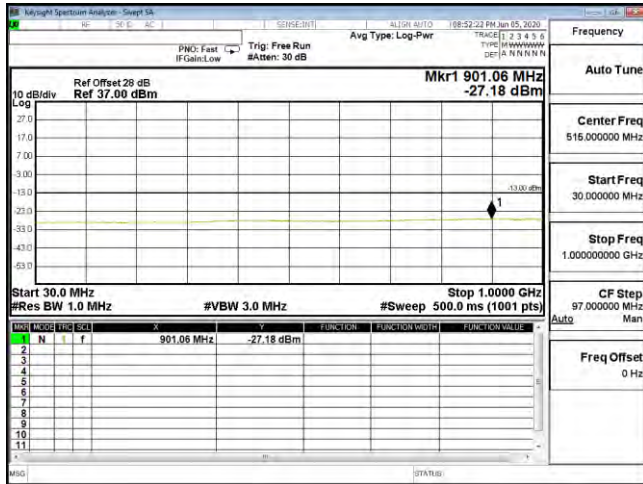 Keysight Spectrum Analyzer - Swept SA
RF 50 Ω AC SENSE:INT ALIGN AUTO 08:52:22 PM Jun 05, 2020
Frequency
Avg Type: Log-Pwr
TRACE 1 2 3 4 5 6
PNO: Fast Trig: Free Run
TYPE M WWWWW
IFGain:Low #Atten: 30 dB
DET A N N N N N
Auto Tune
Mkr1 901.06 MHz
Ref Offset 28 dB
10 dB/div Ref 37.00 dBm -27.18 dBm
Log
27.0
17.0
7.00
-3.00
-13.0
-23.0
-33.0
-43.0
-53.0
-13.00 dBm
1
Center Freq
515.000000 MHz
Start Freq
30.000000 MHz
Stop Freq
1.000000000 GHz
Start 30.0 MHz Stop 1.0000 GHz
#Res BW 1.0 MHz #VBW 3.0 MHz #Sweep 500.0 ms (1001 pts)
CF Step
97.000000 MHz
Auto Man
MKR MODE TRC SCL X Y FUNCTION FUNCTION WIDTH FUNCTION VALUE
1 N 1 f 901.06 MHz -27.18 dBm
2
3
4
5
6
7
8
9
10
11
Freq Offset
0 Hz
MSG STATUS